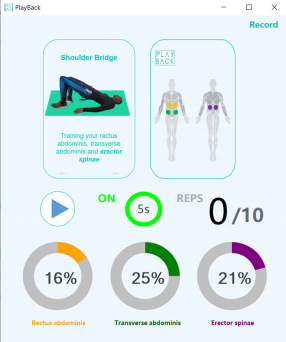 PlayBack
Record
Shoulder Bridge
Training your rectus
abdominis, transverse
abdominis and erector
spinae
PLAY
BACK
ON
5s
REPS
0/10
16%
25%
21%
Rectus abdominis
Transverse abdominis
Erector spinae